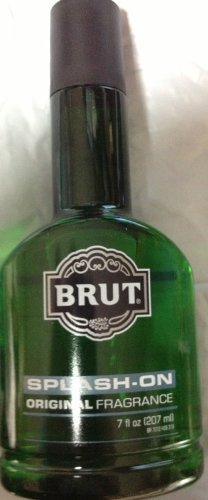 BRUT
SPLASH-ON
ORIGINAL FRAGRANCE
7 fl oz (207 ml)